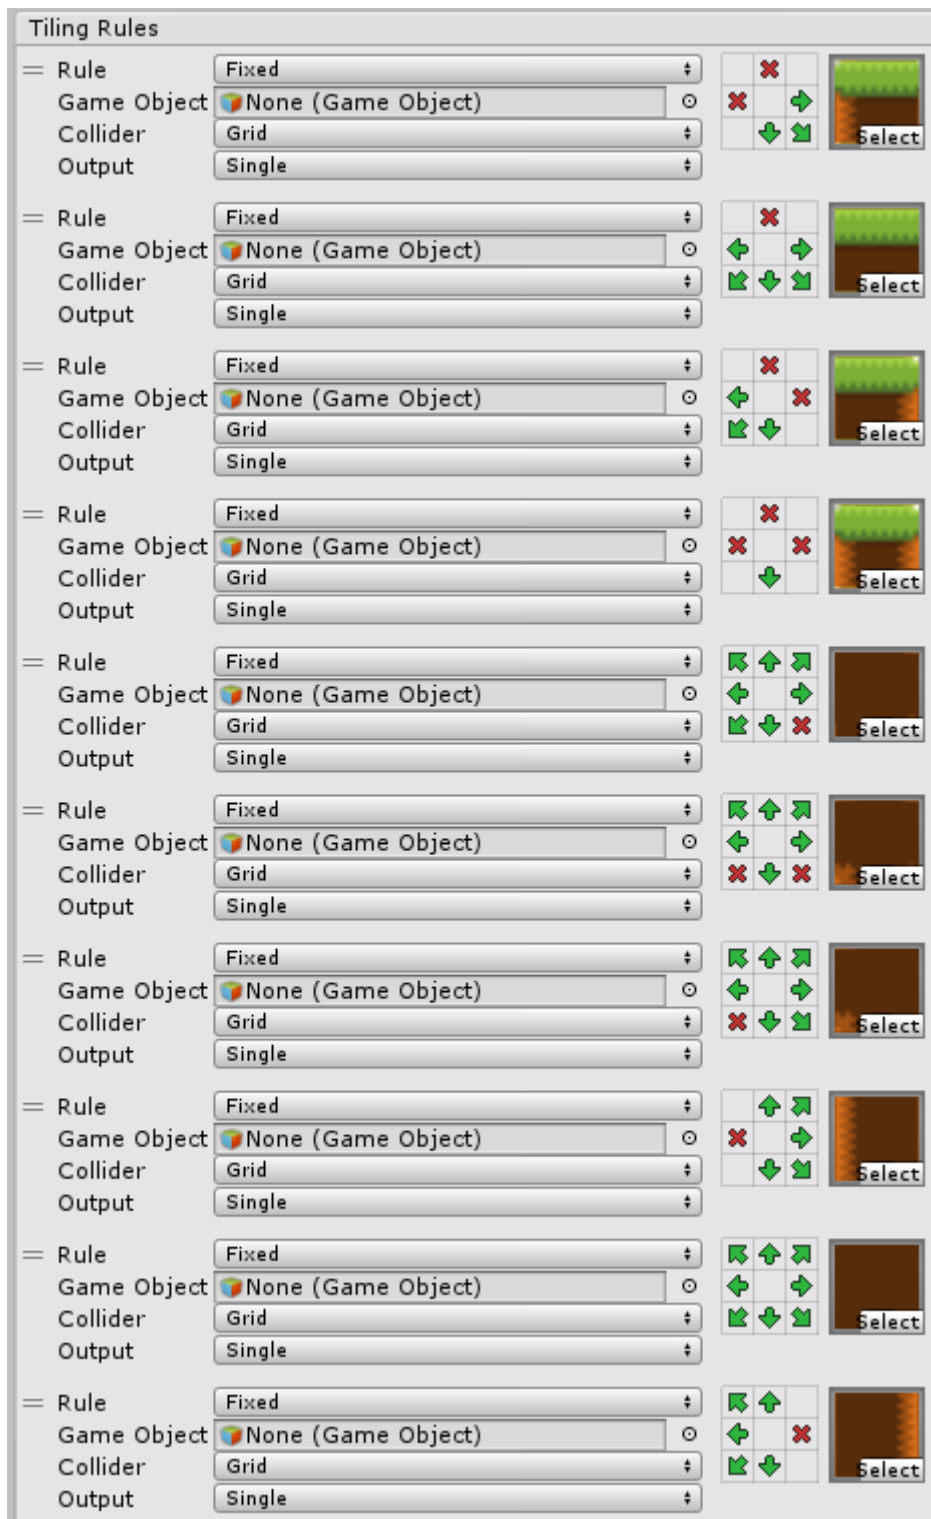 Tiling Rules
Rule Fixed
Game Object None (Game Object)
Collider Grid Select
Output Single
Rule Fixed
Game Object None (Game Object)
Collider Grid Select
Output Single
Rule Fixed
Game Object None (Game Object)
Collider Grid Select
Output Single
Rule Fixed
Game Object None (Game Object)
Collider Grid Select
Output Single
Rule Fixed
Game Object None (Game Object)
Collider Grid Select
Output Single
Rule Fixed
Game Object None (Game Object)
Collider Grid Select
Output Single
Rule Fixed
Game Object None (Game Object)
Collider Grid Select
Output Single
Rule Fixed
Game Object None (Game Object)
Collider Grid Select
Output Single
Rule Fixed
Game Object None (Game Object)
Collider Grid Select
Output Single
Rule Fixed
Game Object None (Game Object)
Collider Grid Select
Output Single